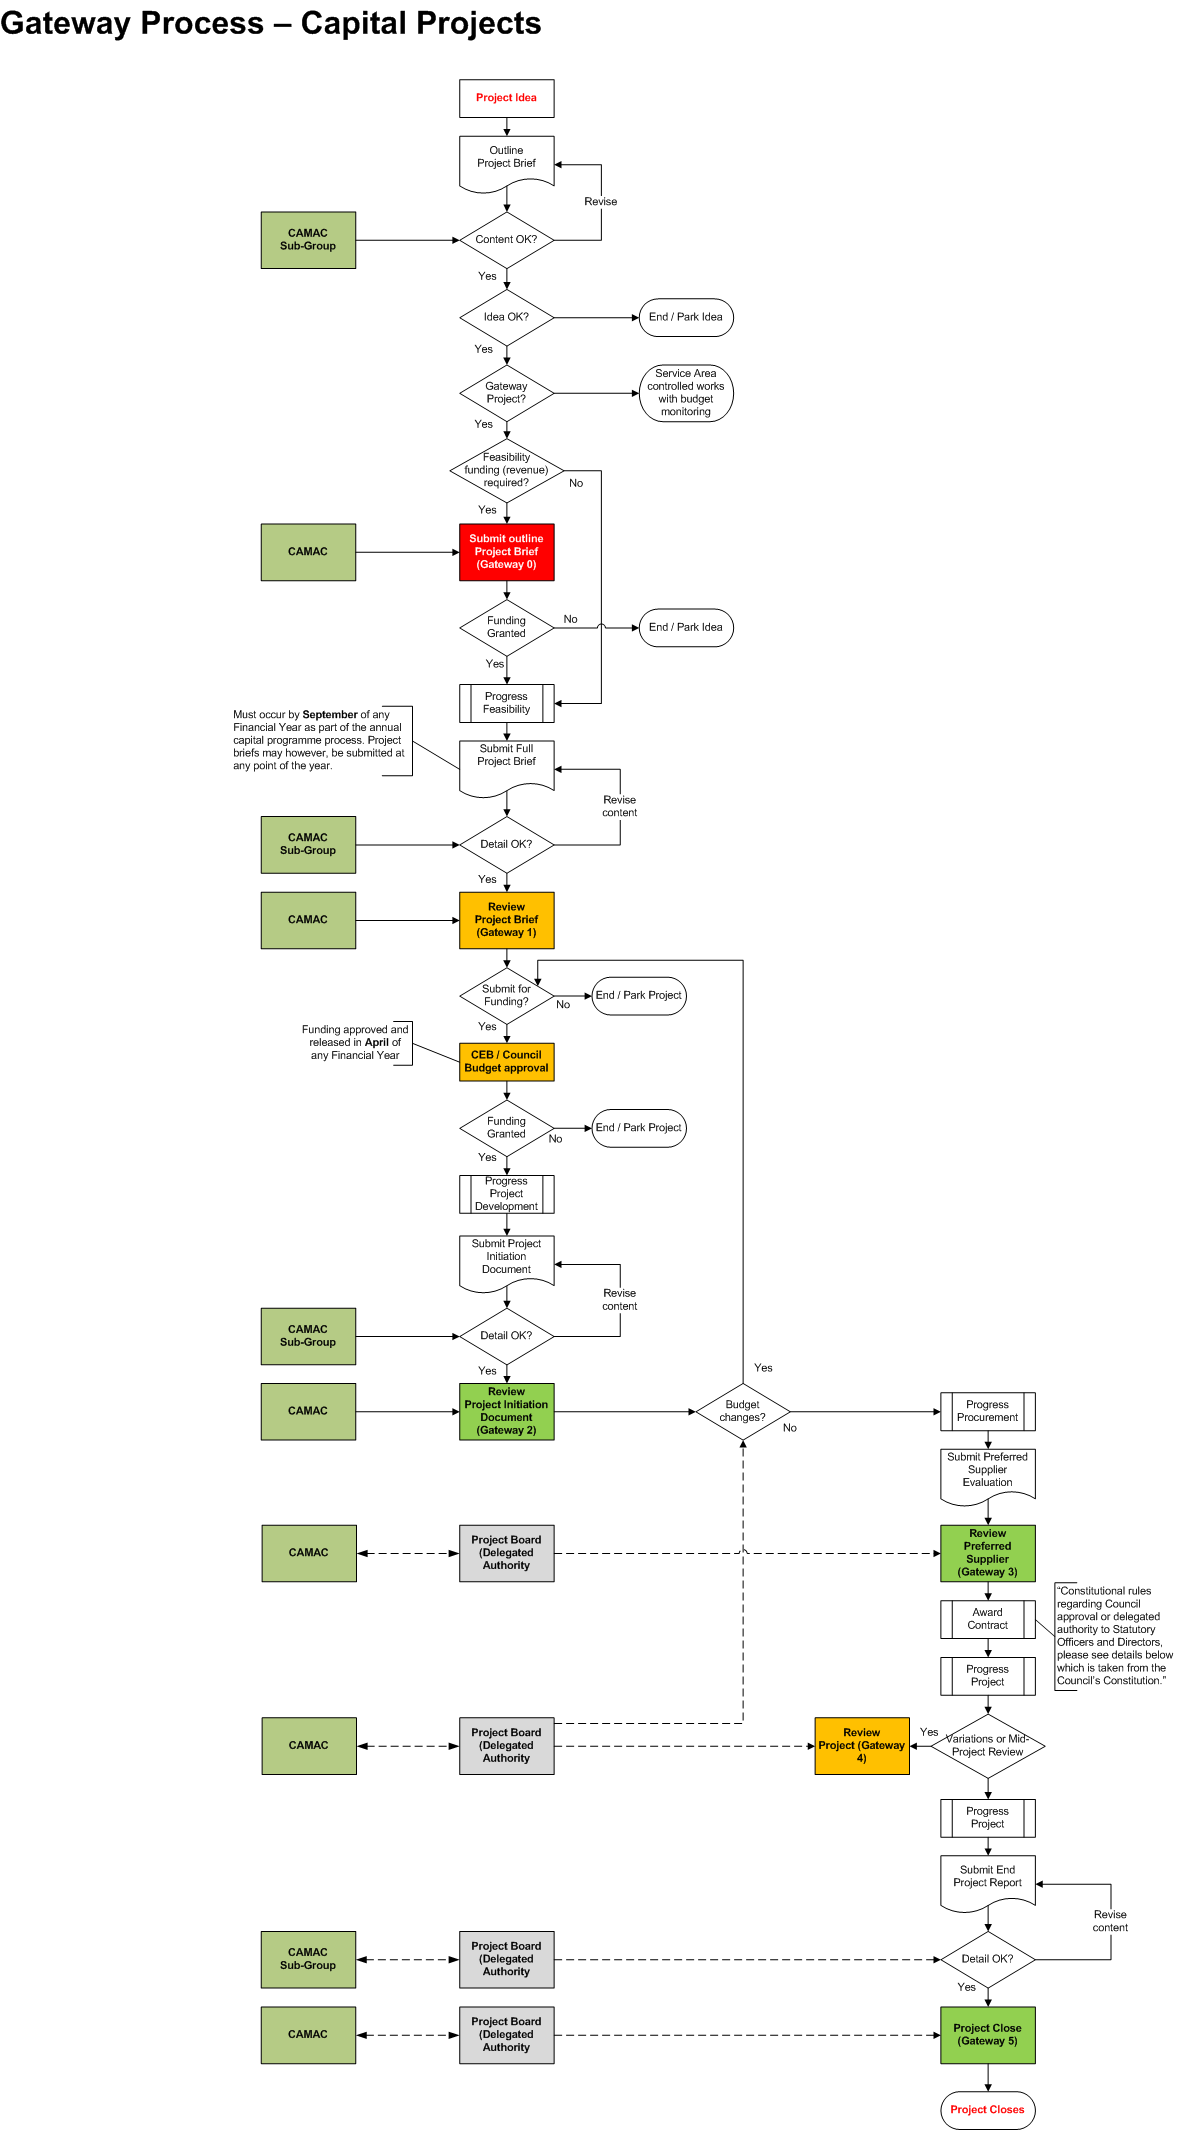 Gateway Process – Capital Projects
Project Idea
Outline
Project Brief
Revise
CAMAC
Sub-Group
Content OK?
Yes
Idea OK?
End / Park Idea
Yes
Gateway
Project?
Service Area
controlled works
with budget
monitoring
Yes
Feasibility
funding (revenue)
required?
No
Yes
CAMAC
Submit outline
Project Brief
(Gateway 0)
Funding
Granted
No
End / Park Idea
Yes
Progress
Feasibility
Must occur by September of any
Financial Year as part of the annual
capital programme process. Project
briefs may however, be submitted at
any point of the year.
Submit Full
Project Brief
Revise
content
CAMAC
Sub-Group
Detail OK?
Yes
CAMAC
Review
Project Brief
(Gateway 1)
Submit for
Funding?
No
End / Park Project
Yes
Funding approved and
released in April of
any Financial Year
CEB / Council
Budget approval
Funding
Granted
No
End / Park Project
Yes
Progress
Project
Development
Submit Project
Initiation
Document
Revise
content
CAMAC
Sub-Group
Detail OK?
Yes
CAMAC
Review
Project Initiation
Document
(Gateway 2)
Yes
Budget
changes?
No
Progress
Procurement
Submit Preferred
Supplier
Evaluation
CAMAC
Project Board
(Delegated
Authority
Review
Preferred
Supplier
(Gateway 3)
Award
Contract
“Constitutional rules
regarding Council
approval or delegated
authority to Statutory
Officers and Directors,
please see details below
which is taken from the
Council’s Constitution.”
Progress
Project
CAMAC
Project Board
(Delegated
Authority
Review
Project (Gateway
4)
Yes
Variations or Mid-
Project Review
Progress
Project
Submit End
Project Report
Revise
content
CAMAC
Sub-Group
Project Board
(Delegated
Authority
Detail OK?
Yes
CAMAC
Project Board
(Delegated
Authority
Project Close
(Gateway 5)
Project Closes